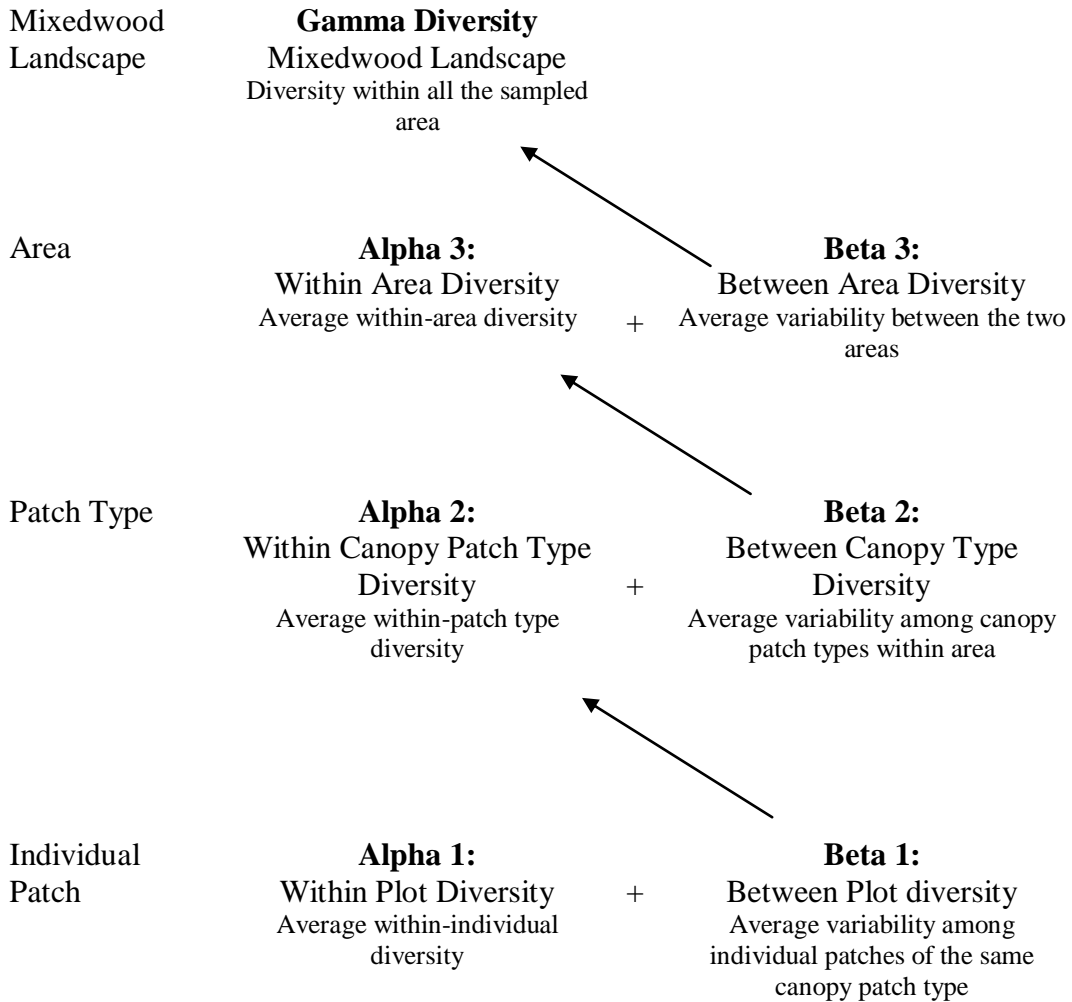 Mixedwood
Landscape
Gamma Diversity
Mixedwood Landscape
Diversity within all the sampled
area
Area
Alpha 3:
Within Area Diversity
Average within-area diversity
+
Beta 3:
Between Area Diversity
Average variability between the two
areas
Patch Type
Alpha 2:
Within Canopy Patch Type
Diversity
Average within-patch type
diversity
+
Beta 2:
Between Canopy Type
Diversity
Average variability among canopy
patch types within area
Individual
Patch
Alpha 1:
Within Plot Diversity
Average within-individual
diversity
+
Beta 1:
Between Plot diversity
Average variability among
individual patches of the same
canopy patch type